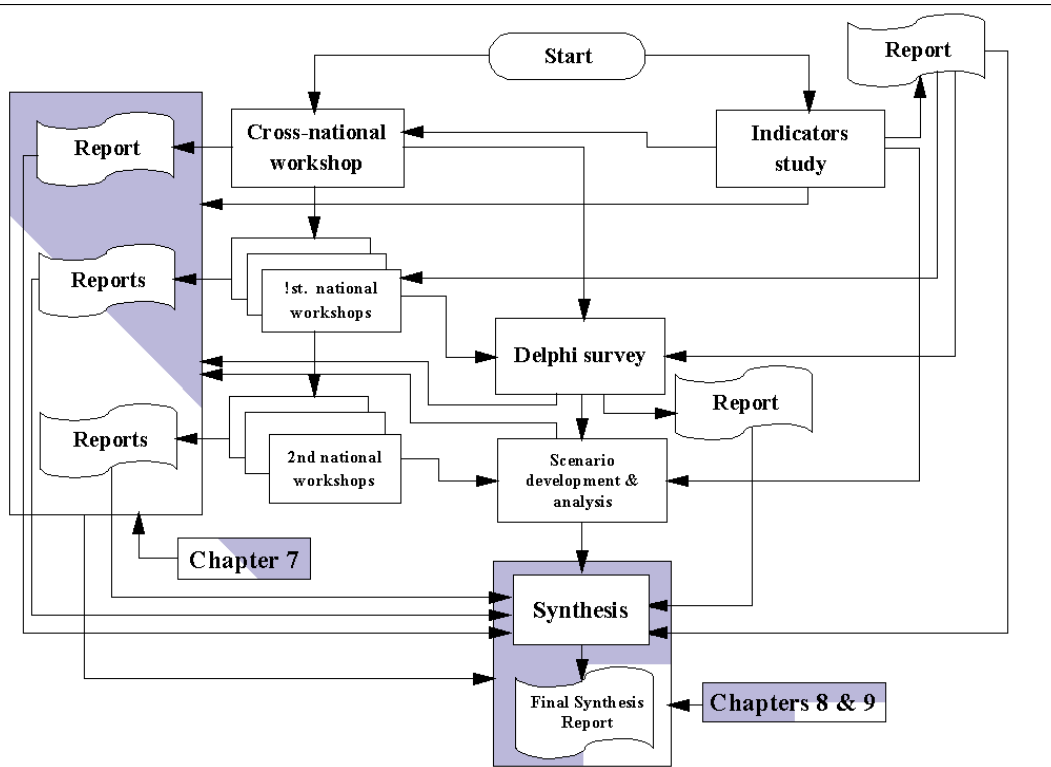 Start
Report
Cross-national
workshop
Indicators
study
Report
Reports
!st. national
workshops
Delphi survey
Report
Reports
2nd national
workshops
Scenario
development &
analysis
Chapter 7
Synthesis
Final Synthesis
Report
Chapters 8 & 9